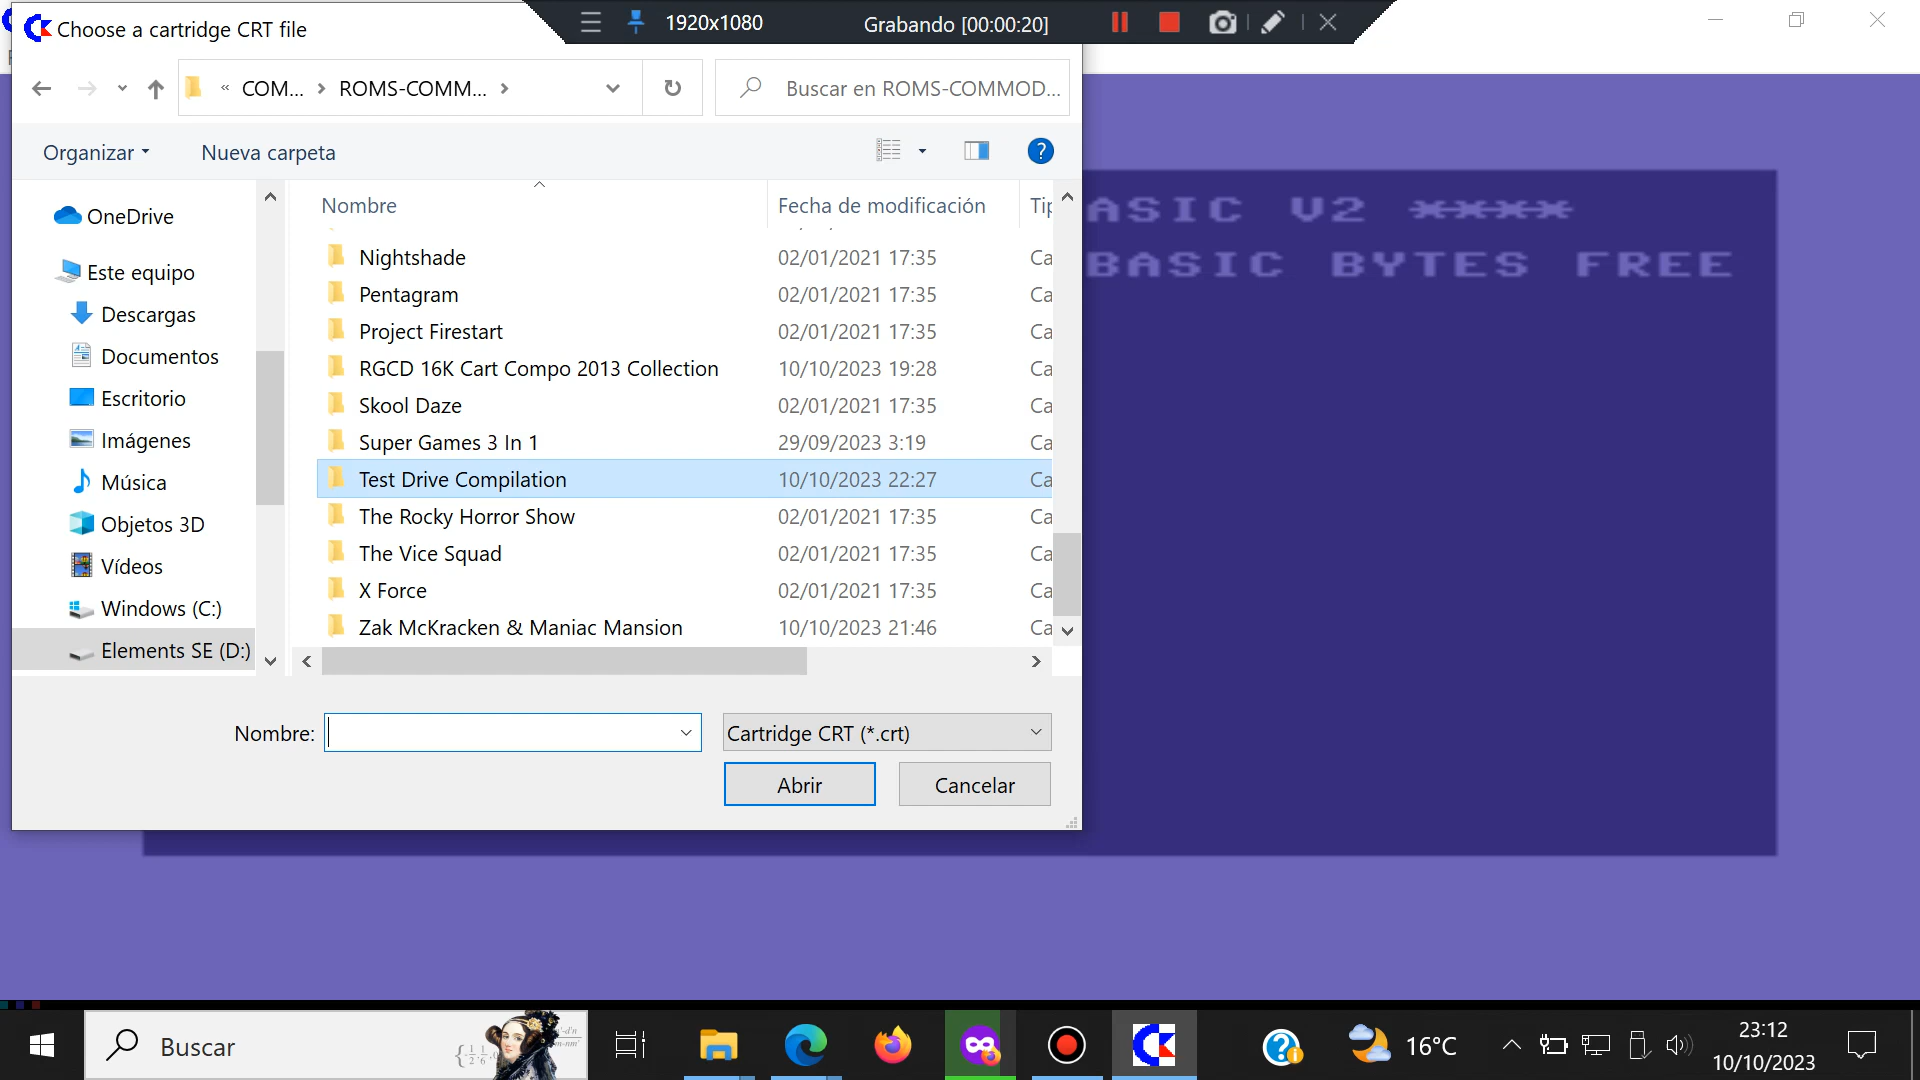 Choose a cartridge CRT file
1920x1080
Grabando [00:00:20]
« COM... > ROMS-COMM... >
Buscar en ROMS-COMMOD...
Organizar
Nueva carpeta
?
Nombre
Fecha de modificación
Tip
OneDrive
Este equipo
Descargas
Documentos
Escritorio
Imágenes
Música
Objetos 3D
Vídeos
Windows (C:)
Elements SE (D:)
Nightshade 02/01/2021 17:35 Ca
Pentagram 02/01/2021 17:35 Ca
Project Firestart 02/01/2021 17:35 Ca
RGCD 16K Cart Compo 2013 Collection 10/10/2023 19:28 Ca
Skool Daze 02/01/2021 17:35 Ca
Super Games 3 In 1 29/09/2023 3:19 Ca
Test Drive Compilation 10/10/2023 22:27 Ca
The Rocky Horror Show 02/01/2021 17:35 Ca
The Vice Squad 02/01/2021 17:35 Ca
X Force 02/01/2021 17:35 Ca
Zak McKracken & Maniac Mansion 10/10/2023 21:46 Ca
ASIC V2 ****
BASIC BYTES FREE
Nombre:
Cartridge CRT (*.crt)
Abrir
Cancelar
Buscar
16°C
23:12
10/10/2023